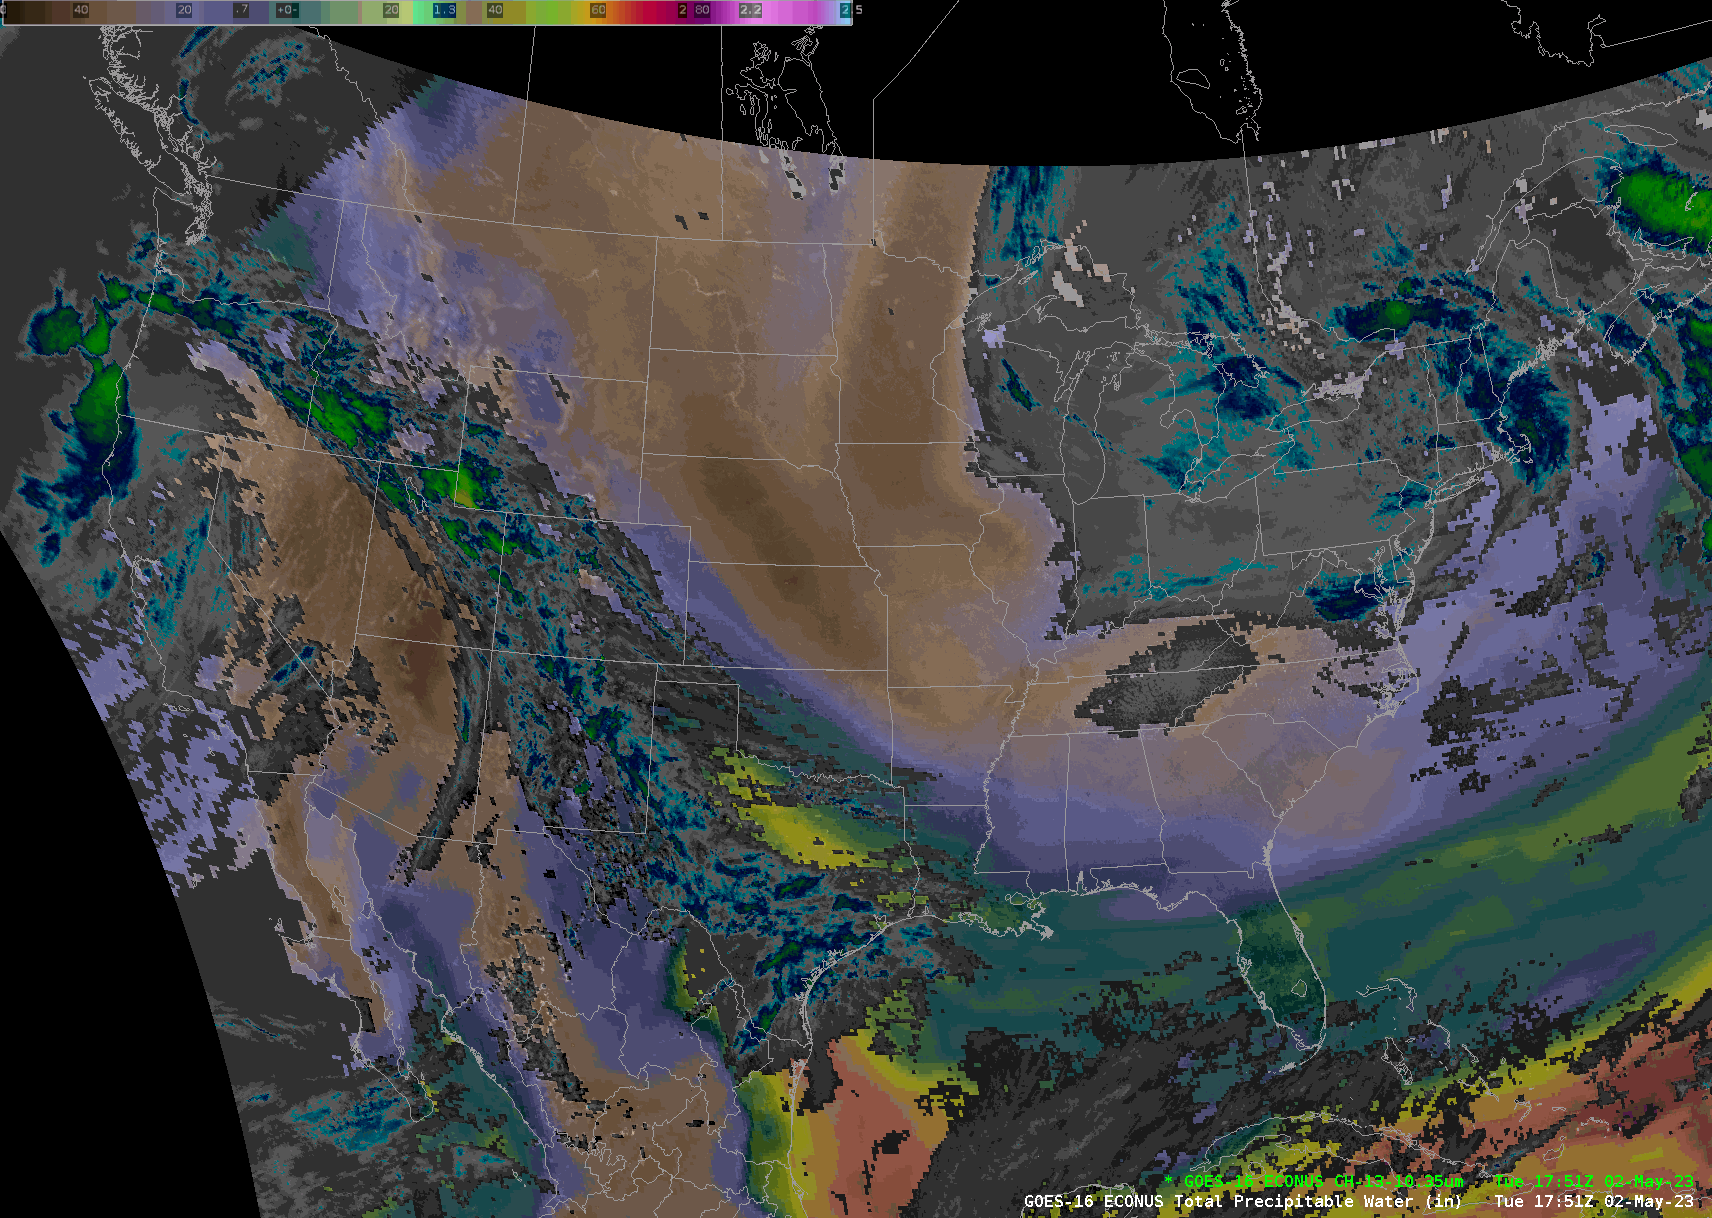 0 40 20 .7 +0- 20 1.3 40 60 2 80 2.2 2.5
* GOES-16 ECONUS CH-13-10.35um Tue 17:51Z 02-May-23
GOES-16 ECONUS Total Precipitable Water (in) Tue 17:51Z 02-May-23